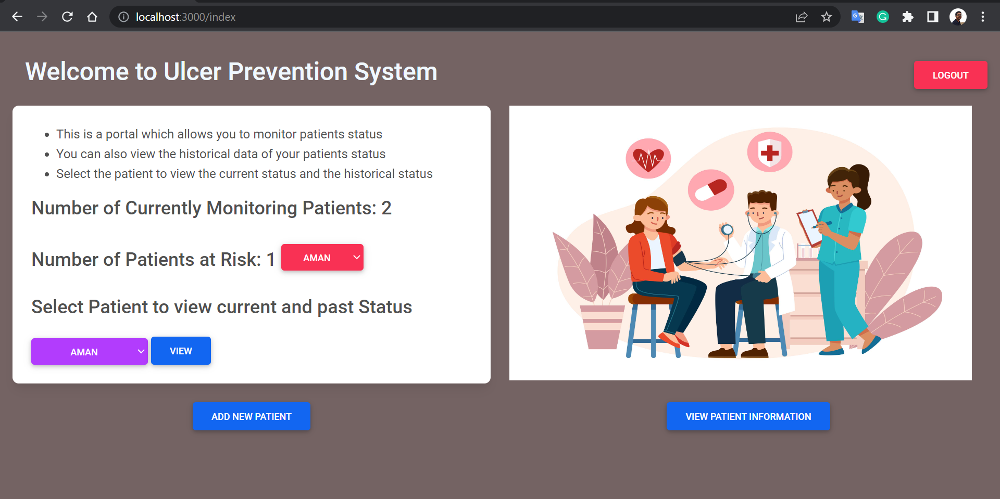 localhost:3000/index
Welcome to Ulcer Prevention System
LOGOUT
This is a portal which allows you to monitor patients status
You can also view the historical data of your patients status
Select the patient to view the current status and the historical status
Number of Currently Monitoring Patients: 2
Number of Patients at Risk: 1 AMAN
Select Patient to view current and past Status
AMAN VIEW
ADD NEW PATIENT
VIEW PATIENT INFORMATION